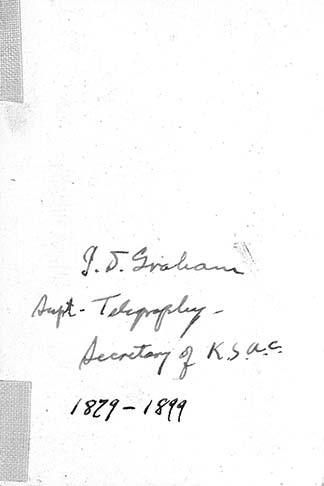 I. D. Graham
Supt - Telegraphy -
Secretary of K. S. A. C.
1879 - 1899